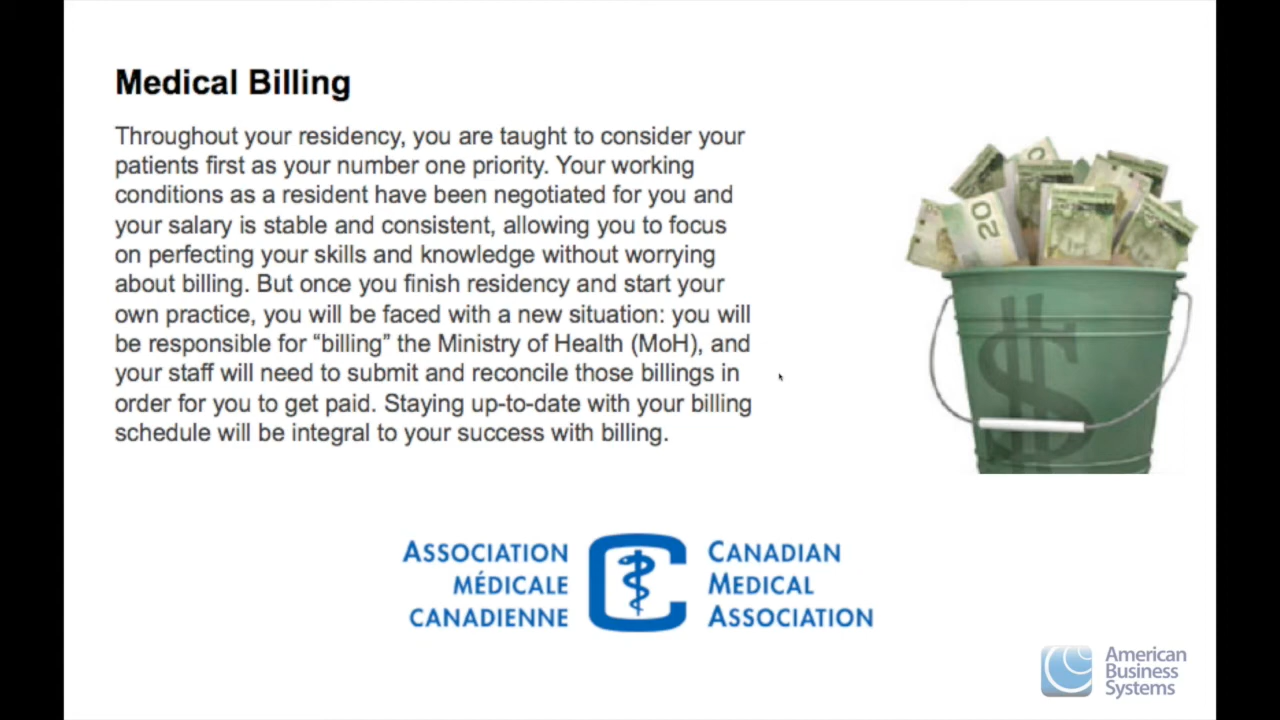 Medical Billing
Throughout your residency, you are taught to consider your
patients first as your number one priority. Your working
conditions as a resident have been negotiated for you and
your salary is stable and consistent, allowing you to focus
on perfecting your skills and knowledge without worrying
about billing. But once you finish residency and start your
own practice, you will be faced with a new situation: you will
be responsible for “billing” the Ministry of Health (MoH), and
your staff will need to submit and reconcile those billings in
order for you to get paid. Staying up-to-date with your billing
schedule will be integral to your success with billing.
20
$
ASSOCIATION
MÉDICALE
CANADIENNE
CANADIAN
MEDICAL
ASSOCIATION
American
Business
Systems